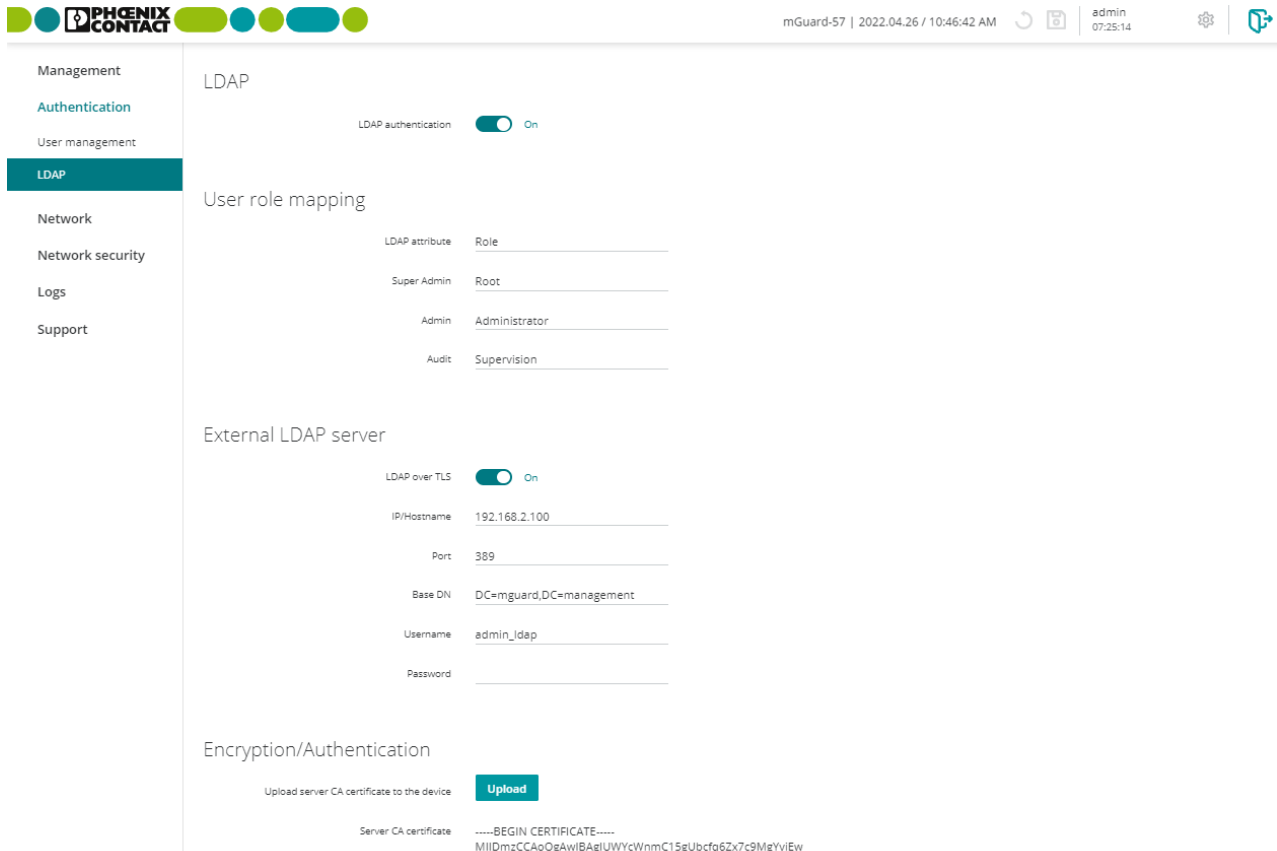 PHŒNIX
CONTACT
mGuard-57 | 2022.04.26 / 10:46:42 AM
admin
07:25:14
Management
Authentication
User management
LDAP
Network
Network security
Logs
Support
LDAP
LDAP authentication On
User role mapping
LDAP attribute Role
Super Admin Root
Admin Administrator
Audit Supervision
External LDAP server
LDAP over TLS On
IP/Hostname 192.168.2.100
Port 389
Base DN DC=mguard,DC=management
Username admin_ldap
Password
Encryption/Authentication
Upload server CA certificate to the device Upload
Server CA certificate -----BEGIN CERTIFICATE-----